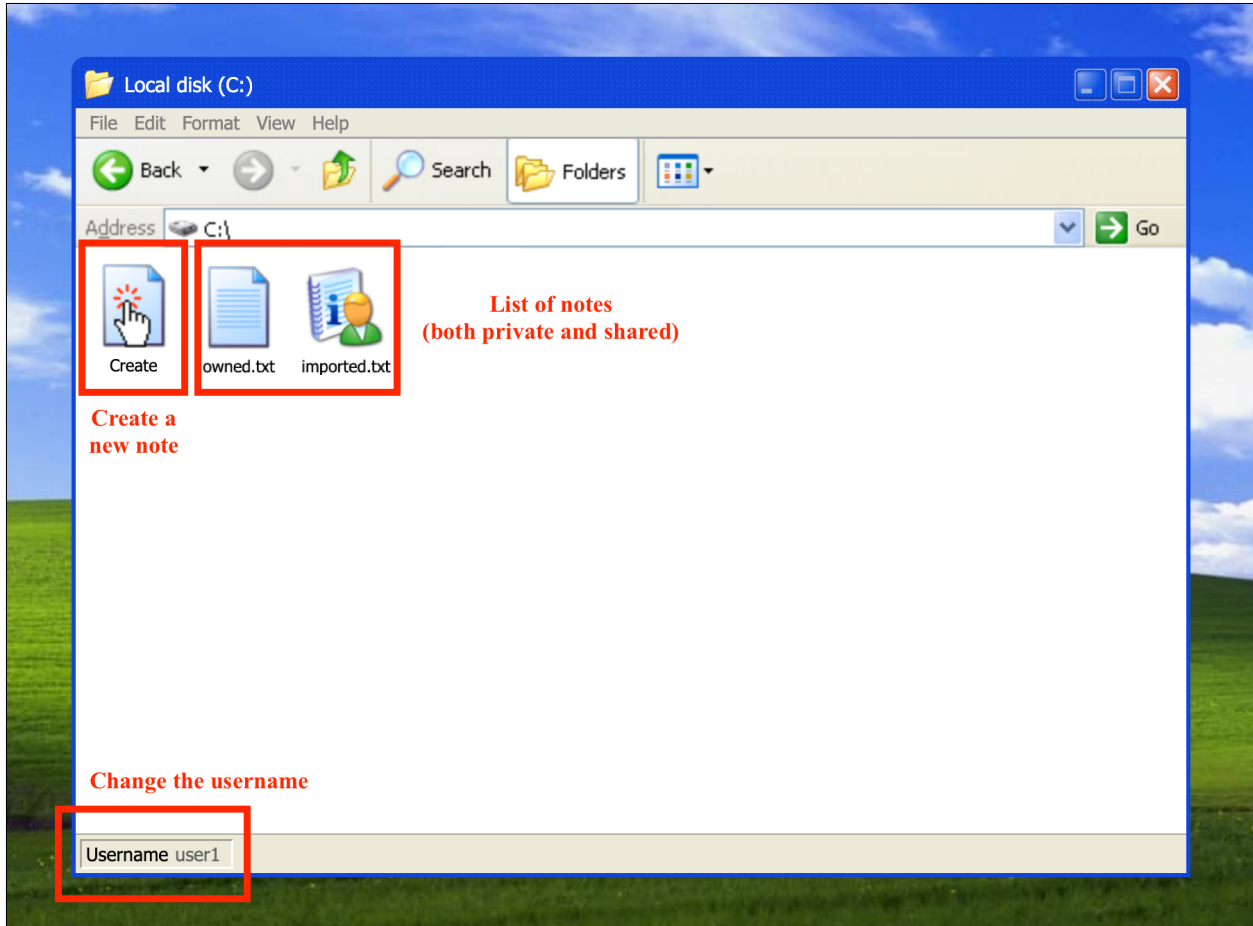 Local disk (C:)
File Edit Format View Help
Back Search Folders
Address C:\ Go
List of notes
(both private and shared)
Create owned.txt imported.txt
Create a
new note
Change the username
Username user1